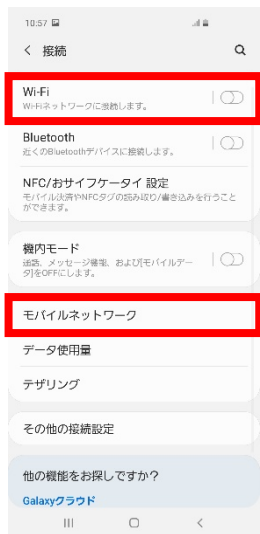 10:57
接続
Wi-Fi
Wi-Fiネットワークに接続します。
Bluetooth
近くのBluetoothデバイスに接続します。
NFC/おサイフケータイ 設定
モバイル決済やNFCタグの読み取り/書き込みを行うこと
ができます。
機内モード
通話、メッセージ機能、および[モバイルデー
タ]をOFFにします。
モバイルネットワーク
データ使用量
テザリング
その他の接続設定
他の機能をお探しですか？
Galaxyクラウド